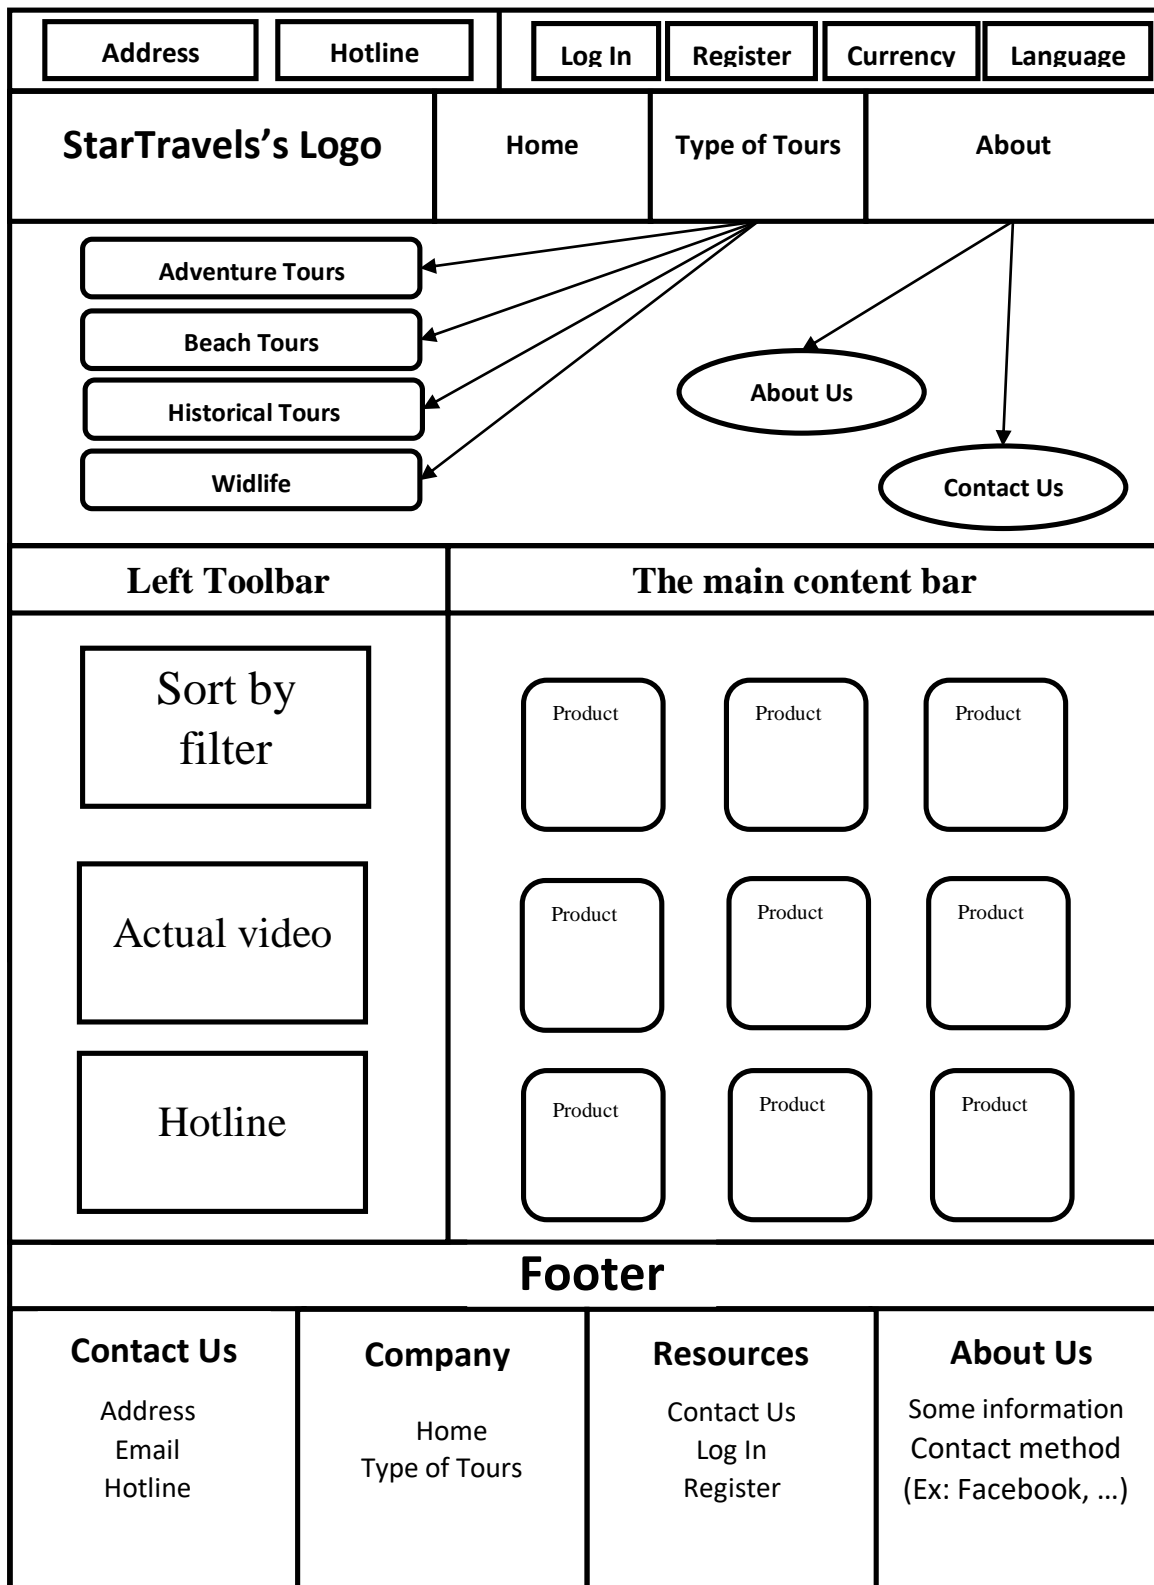 Address
Hotline
Log In
Register
Currency
Language
StarTravels’s Logo
Home
Type of Tours
About
Adventure Tours
Beach Tours
Historical Tours
Widlife
About Us
Contact Us
Left Toolbar
The main content bar
Sort by
filter
Product
Product
Product
Actual video
Product
Product
Product
Hotline
Product
Product
Product
Footer
Contact Us
Address
Email
Hotline
Company
Home
Type of Tours
Resources
Contact Us
Log In
Register
About Us
Some information
Contact method
(Ex: Facebook, ...)